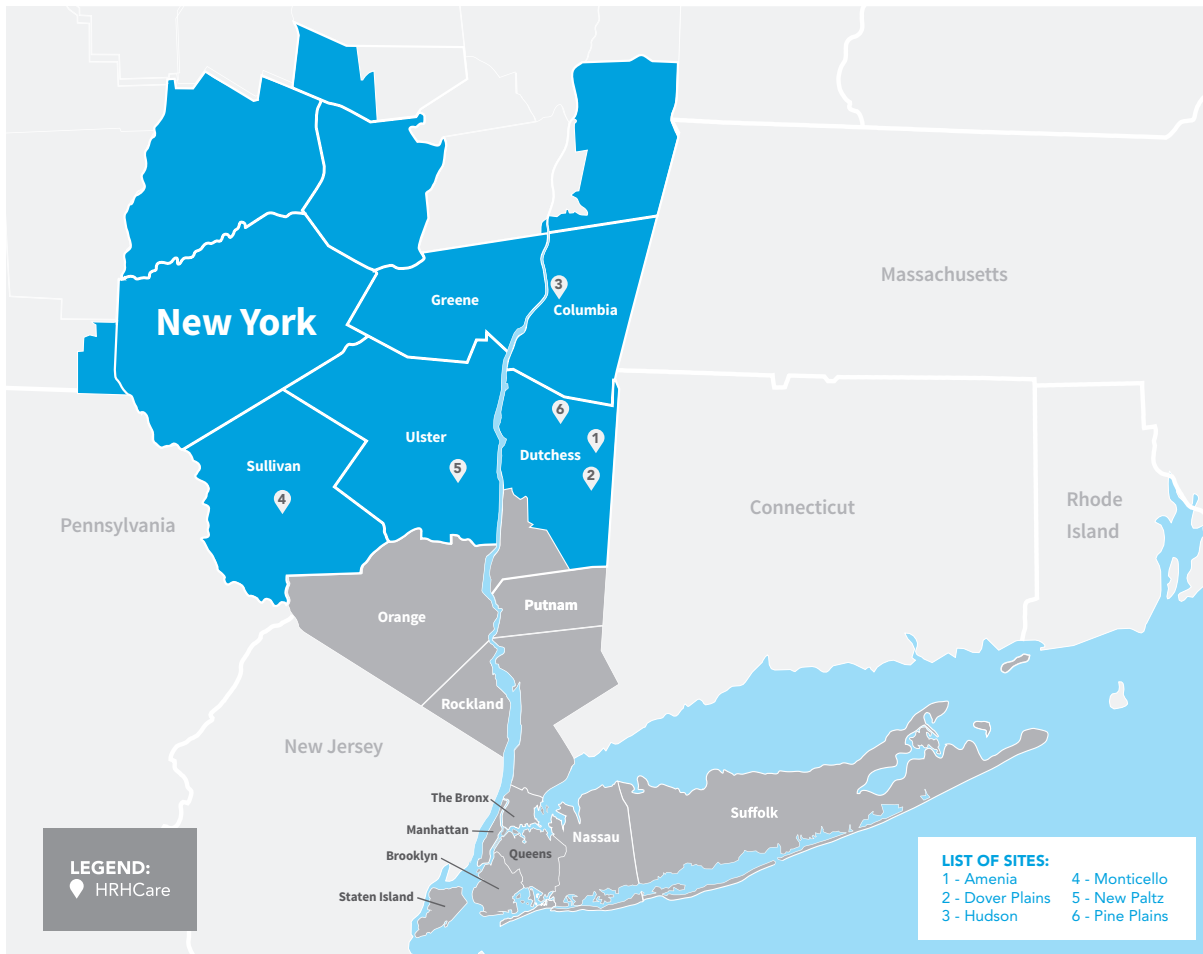 Massachusetts
3
Greene
Columbia
New York
6
Ulster
1
Dutchess
Sullivan
5
2
4
Connecticut
Rhode
Island
Pennsylvania
Putnam
Orange
Rockland
New Jersey
The Bronx
Suffolk
Manhattan
Nassau
Brooklyn
Queens
Staten Island
LEGEND:
HRHCare
LIST OF SITES:
1 - Amenia
2 - Dover Plains
3 - Hudson
4 - Monticello
5 - New Paltz
6 - Pine Plains